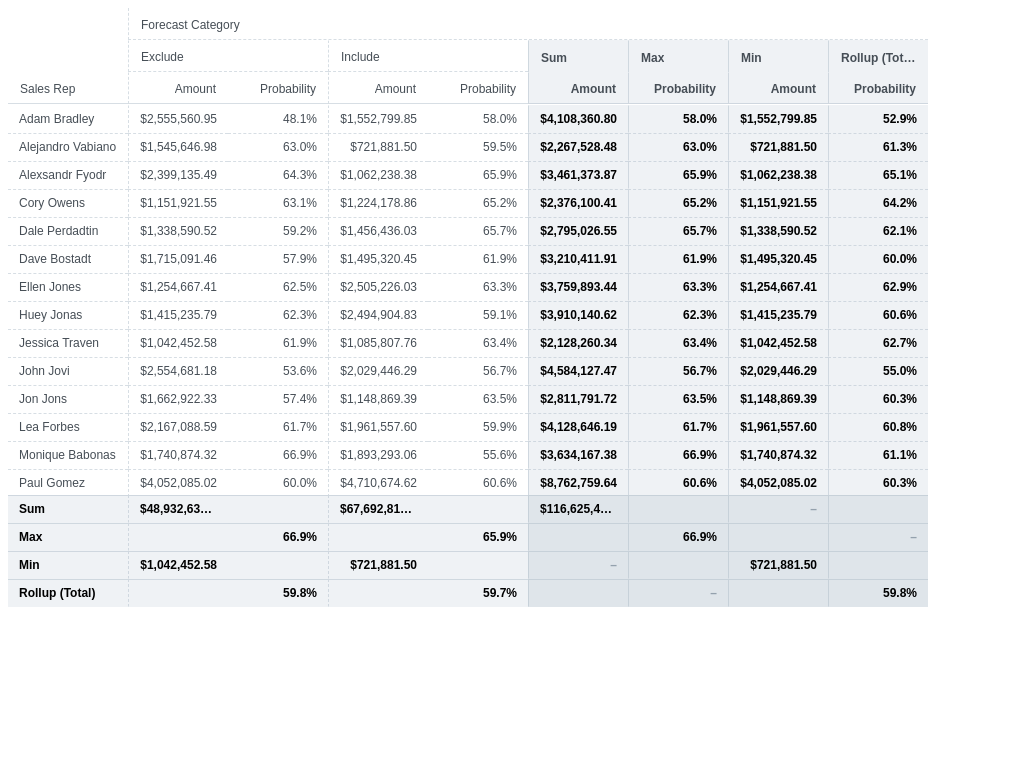 Forecast Category
Exclude Include Sum Max Min Rollup (Tot…
Sales Rep Amount Probability Amount Probability Amount Probability Amount Probability
Adam Bradley $2,555,560.95 48.1% $1,552,799.85 58.0% $4,108,360.80 58.0% $1,552,799.85 52.9%
Alejandro Vabiano $1,545,646.98 63.0% $721,881.50 59.5% $2,267,528.48 63.0% $721,881.50 61.3%
Alexsandr Fyodr $2,399,135.49 64.3% $1,062,238.38 65.9% $3,461,373.87 65.9% $1,062,238.38 65.1%
Cory Owens $1,151,921.55 63.1% $1,224,178.86 65.2% $2,376,100.41 65.2% $1,151,921.55 64.2%
Dale Perdadtin $1,338,590.52 59.2% $1,456,436.03 65.7% $2,795,026.55 65.7% $1,338,590.52 62.1%
Dave Bostadt $1,715,091.46 57.9% $1,495,320.45 61.9% $3,210,411.91 61.9% $1,495,320.45 60.0%
Ellen Jones $1,254,667.41 62.5% $2,505,226.03 63.3% $3,759,893.44 63.3% $1,254,667.41 62.9%
Huey Jonas $1,415,235.79 62.3% $2,494,904.83 59.1% $3,910,140.62 62.3% $1,415,235.79 60.6%
Jessica Traven $1,042,452.58 61.9% $1,085,807.76 63.4% $2,128,260.34 63.4% $1,042,452.58 62.7%
John Jovi $2,554,681.18 53.6% $2,029,446.29 56.7% $4,584,127.47 56.7% $2,029,446.29 55.0%
Jon Jons $1,662,922.33 57.4% $1,148,869.39 63.5% $2,811,791.72 63.5% $1,148,869.39 60.3%
Lea Forbes $2,167,088.59 61.7% $1,961,557.60 59.9% $4,128,646.19 61.7% $1,961,557.60 60.8%
Monique Babonas $1,740,874.32 66.9% $1,893,293.06 55.6% $3,634,167.38 66.9% $1,740,874.32 61.1%
Paul Gomez $4,052,085.02 60.0% $4,710,674.62 60.6% $8,762,759.64 60.6% $4,052,085.02 60.3%
Sum $48,932,63… $67,692,81… $116,625,4… –
Max 66.9% 65.9% 66.9% –
Min $1,042,452.58 $721,881.50 – $721,881.50
Rollup (Total) 59.8% 59.7% – 59.8%